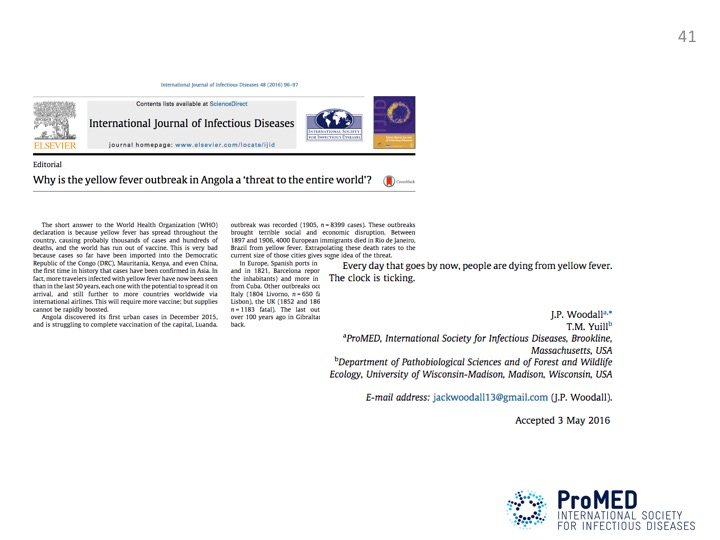 41
International Journal of Infectious Diseases 48 (2016) 96–97
Contents lists available at ScienceDirect
International Journal of Infectious Diseases
journal homepage: www.elsevier.com/locate/ijid
ELSEVIER
INTERNATIONAL SOCIETY
FOR INFECTIOUS DISEASES
Editorial
Why is the yellow fever outbreak in Angola a ‘threat to the entire world’?
CrossMark
The short answer to the World Health Organization (WHO)
declaration is because yellow fever has spread throughout the
country, causing probably thousands of cases and hundreds of
deaths, and the world has run out of vaccine. This is very bad
because cases so far have been imported into the Democratic
Republic of the Congo (DRC), Mauritania, Kenya, and even China,
the first time in history that cases have been confirmed in Asia. In
fact, more travelers infected with yellow fever have now been seen
than in the last 50 years, each one with the potential to spread it on
arrival, and still further to more countries worldwide via
international airlines. This will require more vaccine; but supplies
cannot be rapidly boosted.
Angola discovered its first urban cases in December 2015,
and is struggling to complete vaccination of the capital, Luanda.
outbreak was recorded (1905, n = 8399 cases). These outbreaks
brought terrible social and economic disruption. Between
1897 and 1906, 4000 European immigrants died in Rio de Janeiro,
Brazil from yellow fever. Extrapolating these death rates to the
current size of those cities gives some idea of the threat.
In Europe, Spanish ports in
and in 1821, Barcelona repor
the inhabitants) and more in
from Cuba. Other outbreaks occ
Italy (1804 Livorno, n = 650 fa
Lisbon), the UK (1852 and 186
n = 1183 fatal). The last out
over 100 years ago in Gibralta
back.
Every day that goes by now, people are dying from yellow fever.
The clock is ticking.
J.P. Woodall a,*
T.M. Yuill b
a ProMED, International Society for Infectious Diseases, Brookline,
Massachusetts, USA
b Department of Pathobiological Sciences and of Forest and Wildlife
Ecology, University of Wisconsin-Madison, Madison, Wisconsin, USA
E-mail address: jackwoodall13@gmail.com (J.P. Woodall).
Accepted 3 May 2016
ProMED
INTERNATIONAL SOCIETY
FOR INFECTIOUS DISEASES